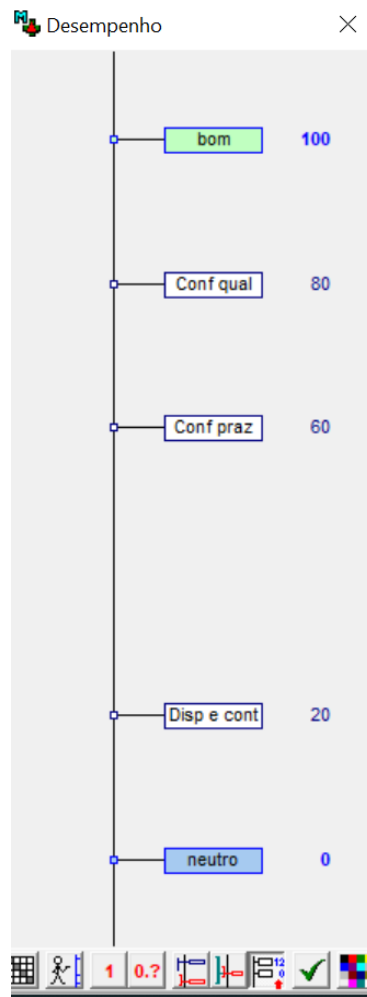 Desempenho
bom 100
Conf qual 80
Conf praz 60
Disp e cont 20
neutro 0
1 0.?